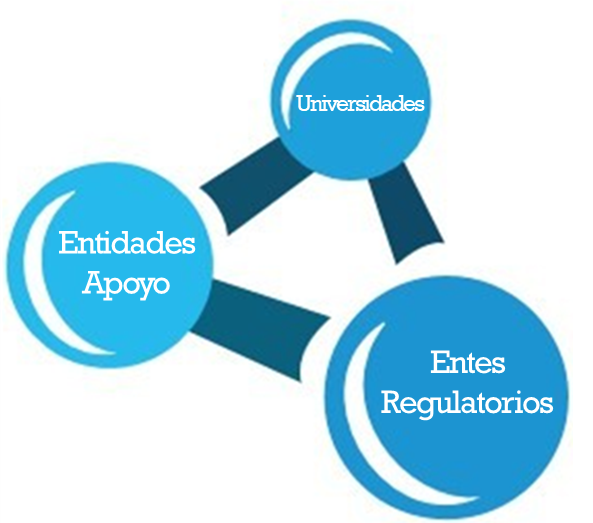 Universidades
Entidades
Apoyo
Entes
Regulatorios